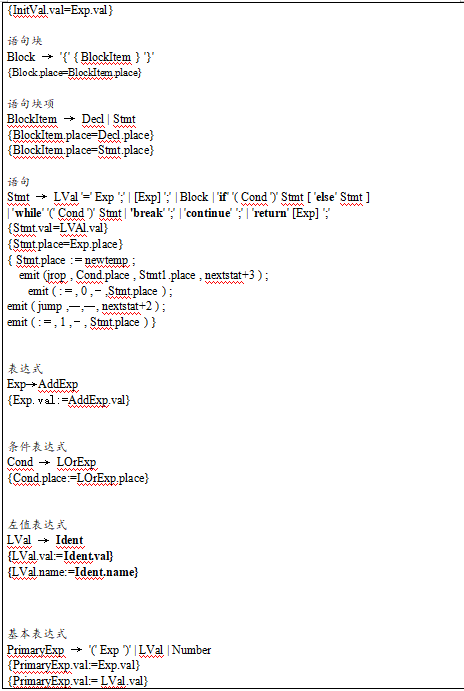 {InitVal.val=Exp.val}
语句块
Block → '{' { BlockItem } '}'
{Block.place=BlockItem.place}
语句块项
BlockItem → Decl | Stmt
{BlockItem.place=Decl.place}
{BlockItem.place=Stmt.place}
语句
Stmt → LVal '=' Exp ';' | [Exp] ';' | Block | 'if' '( Cond ')' Stmt [ 'else' Stmt ]
| 'while' '(' Cond ')' Stmt | 'break' ';' | 'continue' ';' | 'return' [Exp] ';'
{Stmt.val=LVAl.val}
{Stmt.place=Exp.place}
{ Stmt.place := newtemp ;
emit (jrop , Cond.place , Stmt1.place , nextstat+3 ) ;
emit ( := , 0 , − ,Stmt.place ) ;
emit ( jump ,—,—, nextstat+2 ) ;
emit ( := , 1 , − , Stmt.place ) }
表达式
Exp→AddExp
{Exp. val:=AddExp.val}
条件表达式
Cond → LOrExp
{Cond.place:=LOrExp.place}
左值表达式
LVal → Ident
{LVal.val:=Ident.val}
{LVal.name:=Ident.name}
基本表达式
PrimaryExp → '(' Exp ')' | LVal | Number
{PrimaryExp.val:=Exp.val}
{PrimaryExp.val:= LVal.val}